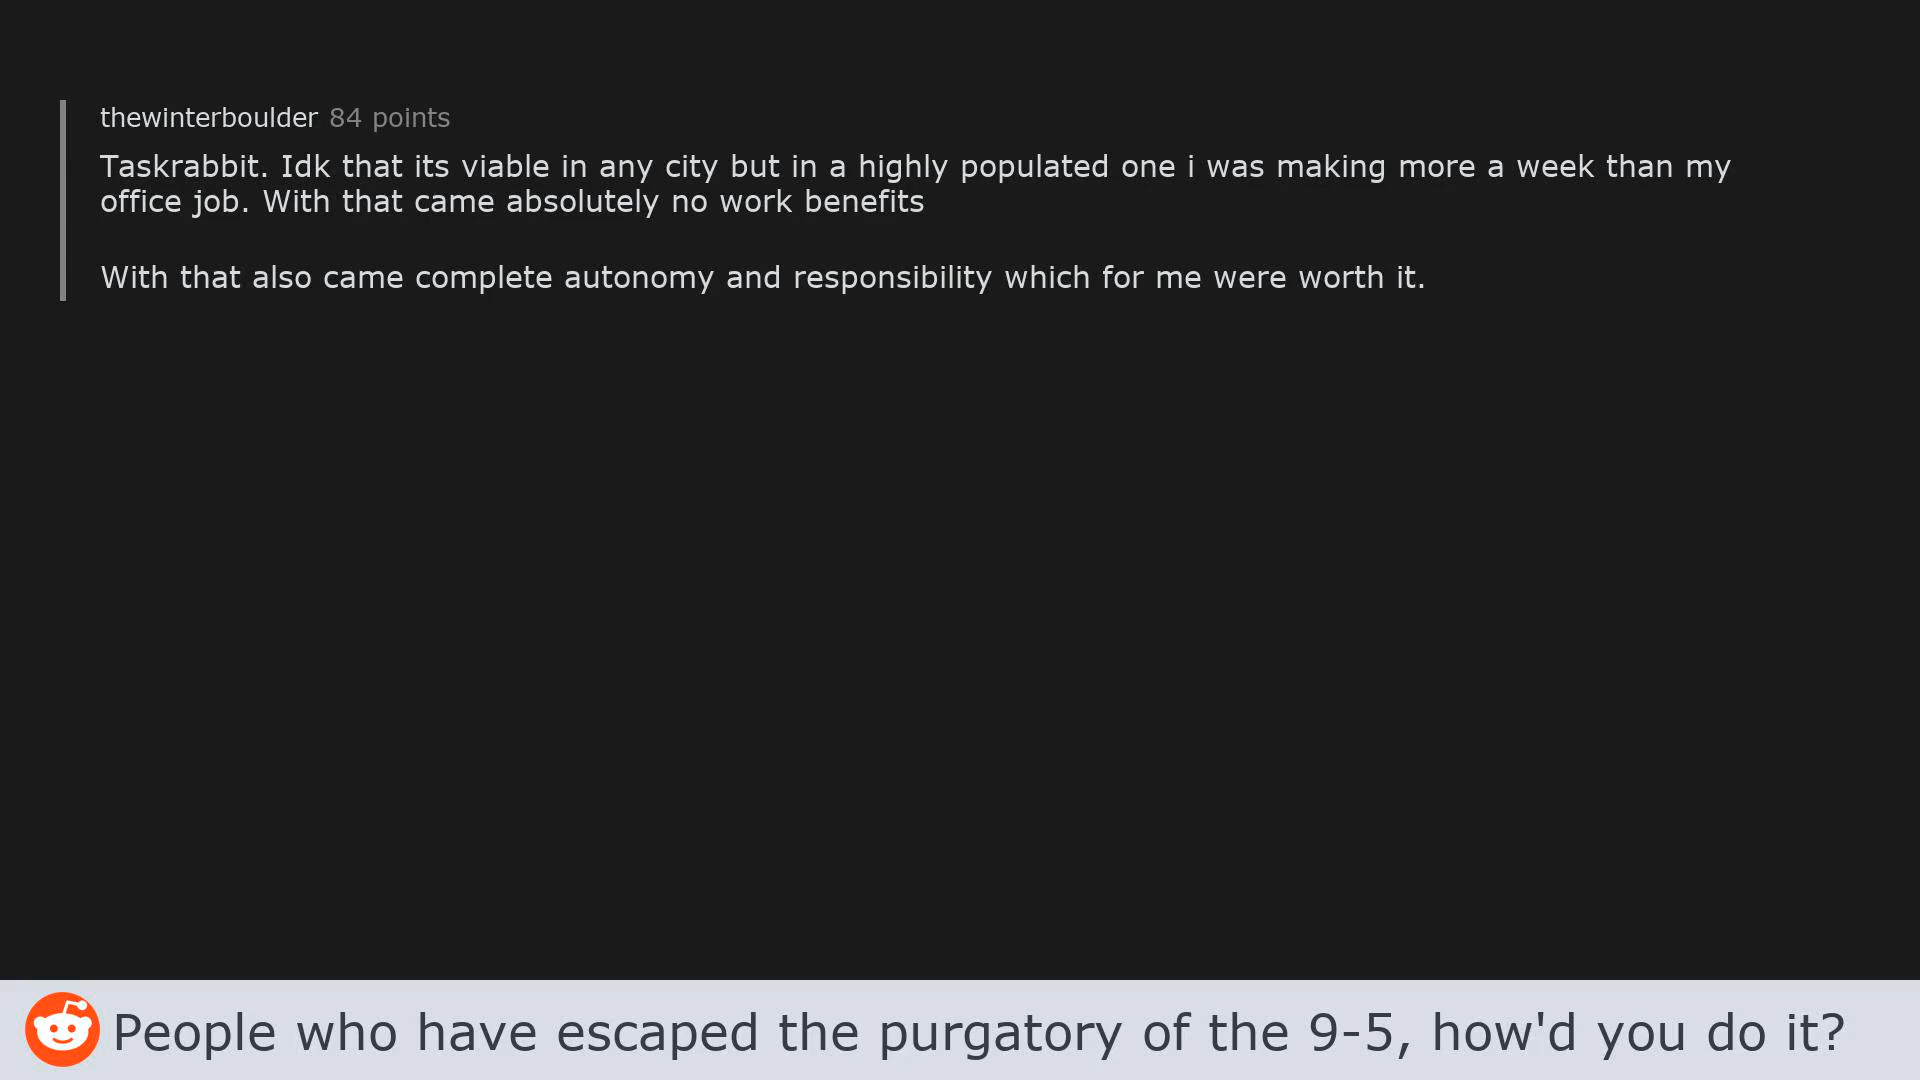 thewinterboulder 84 points
Taskrabbit. Idk that its viable in any city but in a highly populated one i was making more a week than my
office job. With that came absolutely no work benefits
With that also came complete autonomy and responsibility which for me were worth it.
People who have escaped the purgatory of the 9-5, how'd you do it?